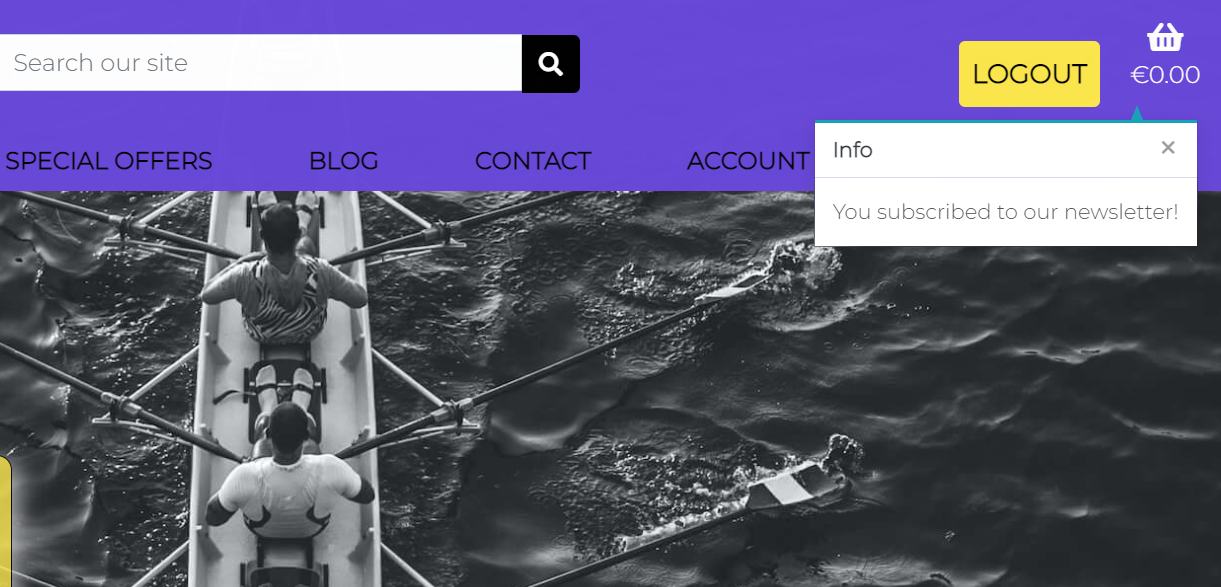 Search our site
LOGOUT
€0.00
SPECIAL OFFERS
BLOG
CONTACT
ACCOUNT
Info
×
You subscribed to our newsletter!